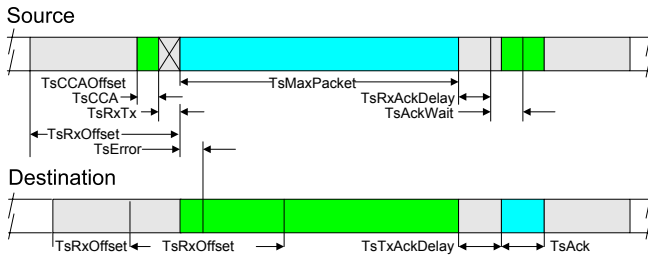 Source
TsCCAOffset
TsMaxPacket
TsCCA
TsRxAckDelay
TsRxTx
TsAckWait
TsRxOffset
TsError
Destination
TsRxOffset
TsRxOffset
TsTxAckDelay
TsAck